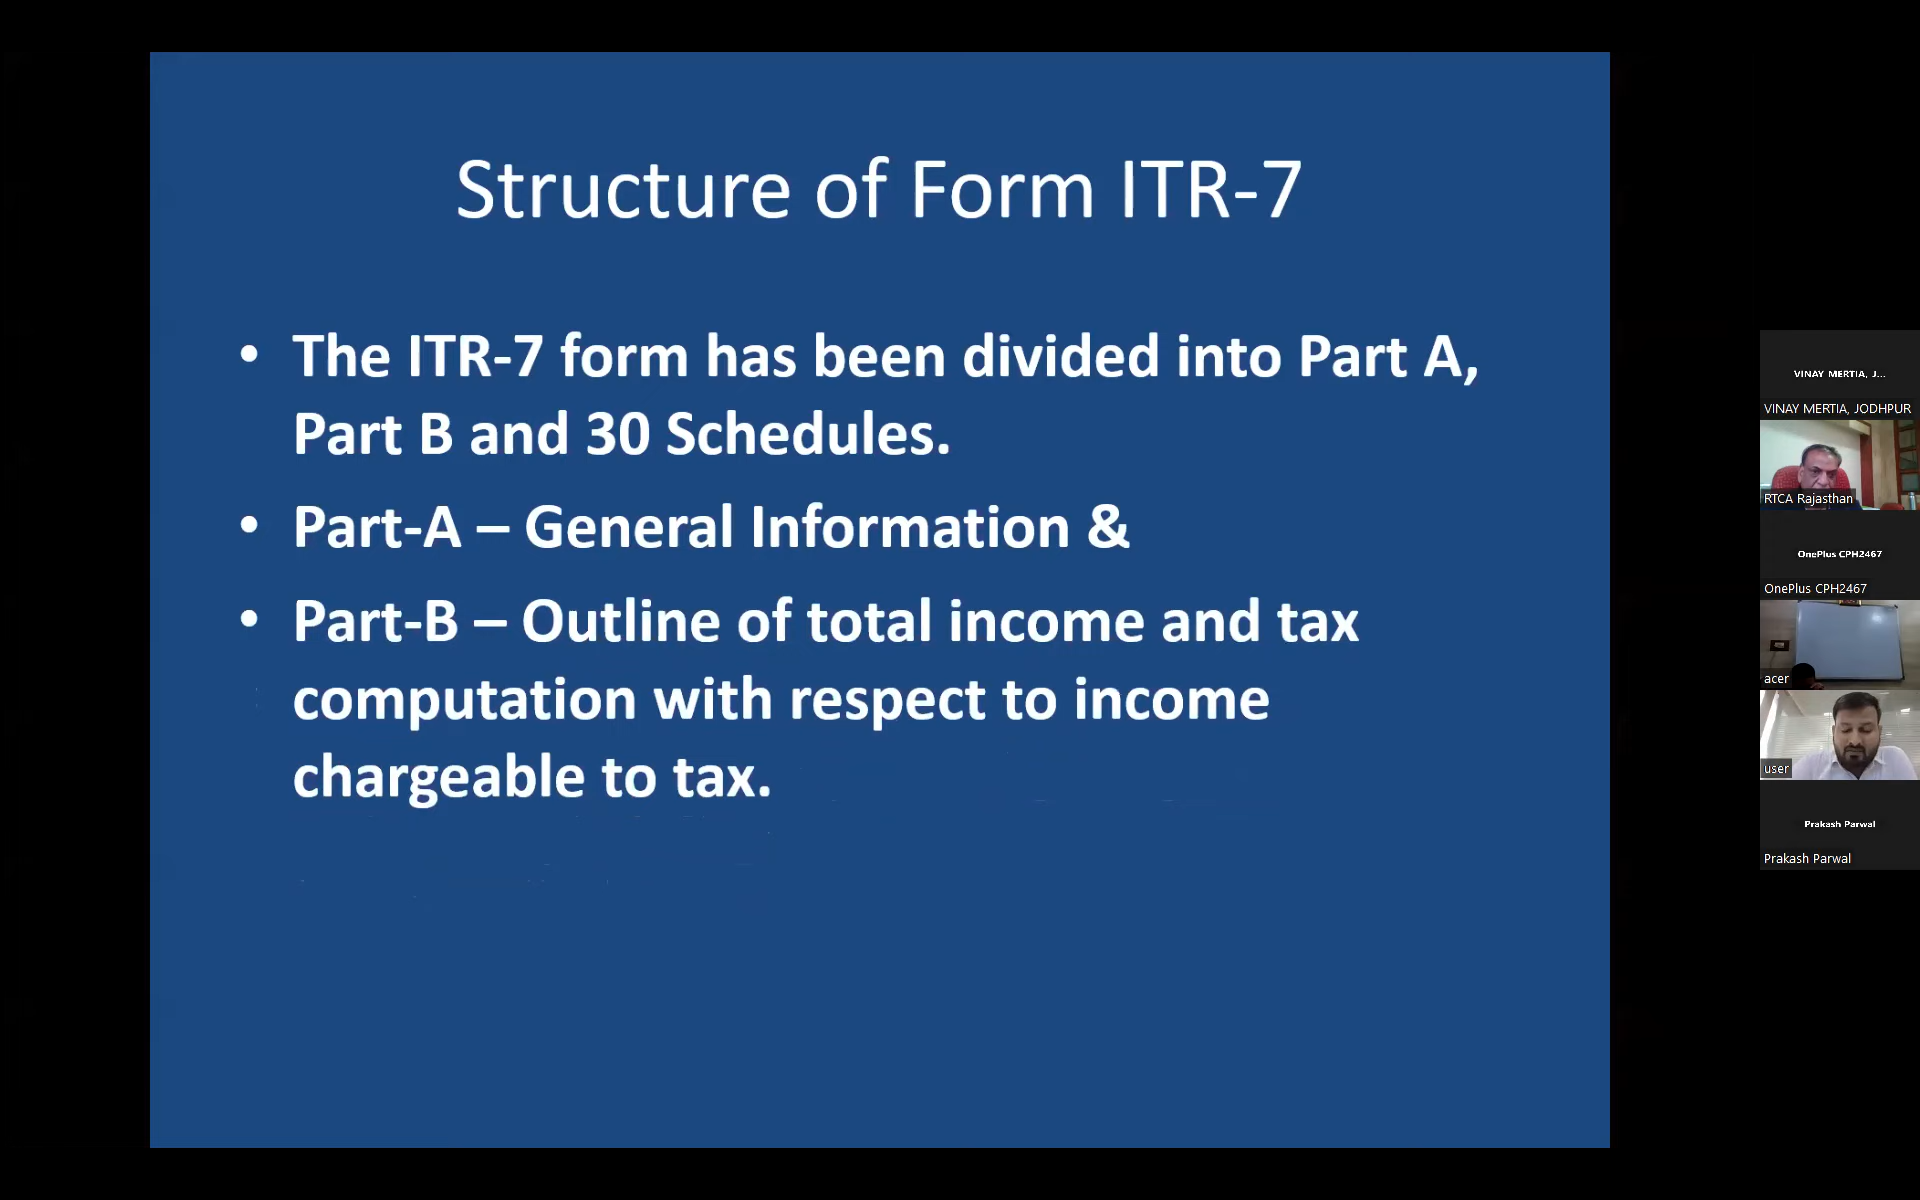 Structure of Form ITR-7
• The ITR-7 form has been divided into Part A,
Part B and 30 Schedules.
• Part-A – General Information &
• Part-B – Outline of total income and tax
computation with respect to income
chargeable to tax.
VINAY MERTIA, J...
VINAY MERTIA, JODHPUR
RTCA Rajasthan
OnePlus CPH2467
OnePlus CPH2467
acer
user
Prakash Parwal
Prakash Parwal